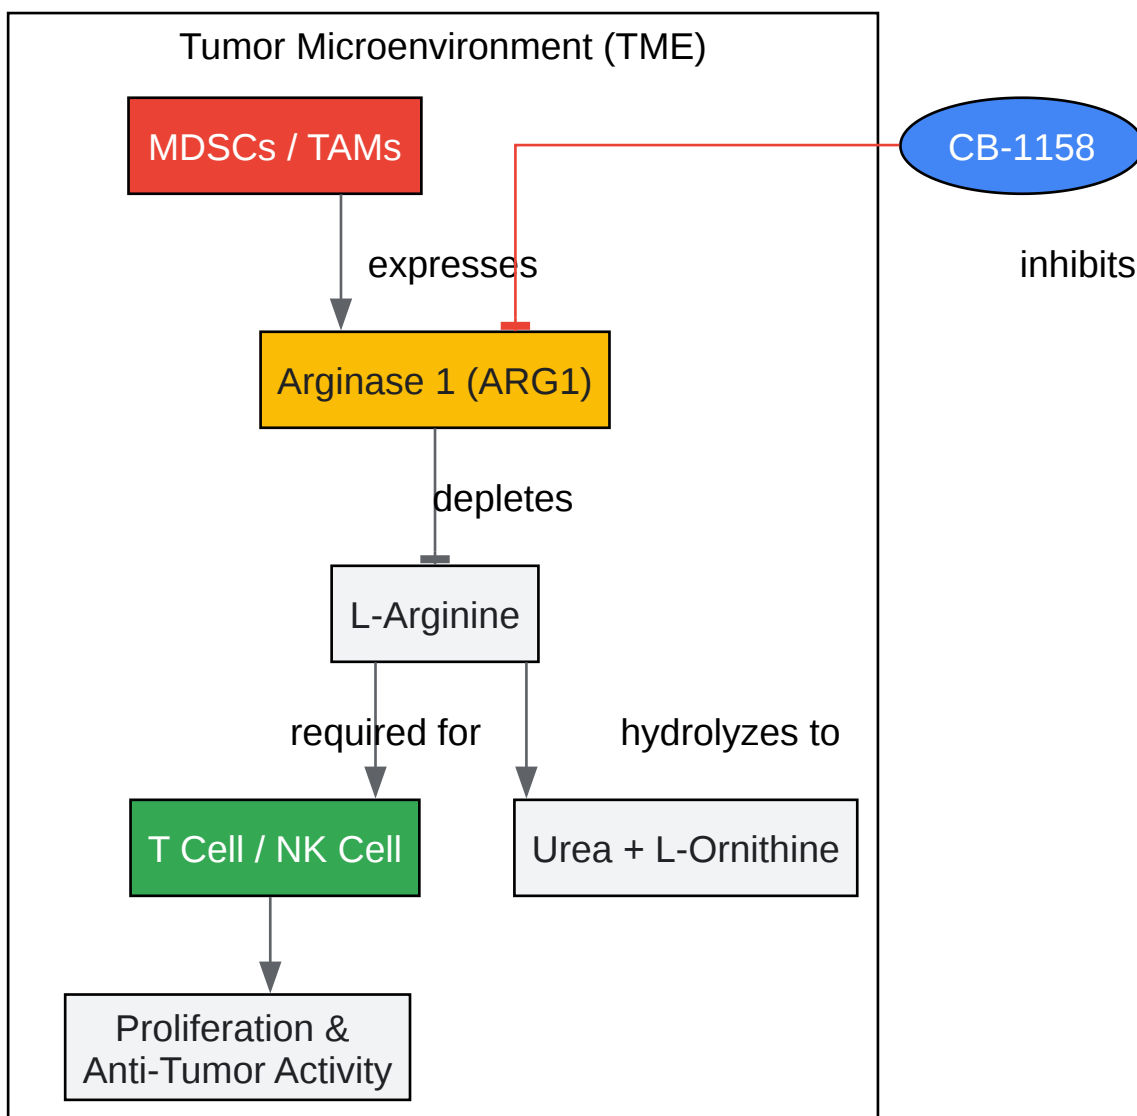 Tumor Microenvironment (TME)
MDSCs / TAMs
CB-1158
expresses
inhibits
Arginase 1 (ARG1)
depletes
L-Arginine
required for
hydrolyzes to
T Cell / NK Cell
Urea + L-Ornithine
Proliferation &
Anti-Tumor Activity